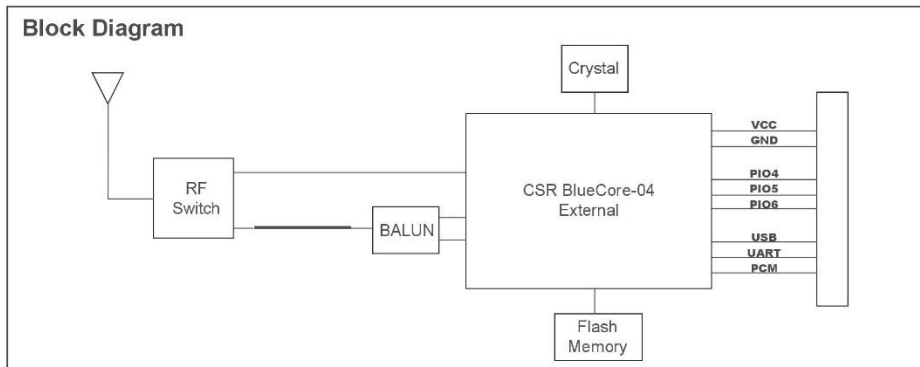 Block Diagram
Crystal
VCC
GND
RF
Switch
CSR BlueCore-04
External
PIO4
PIO5
PIO6
BALUN
USB
UART
PCM
Flash
Memory